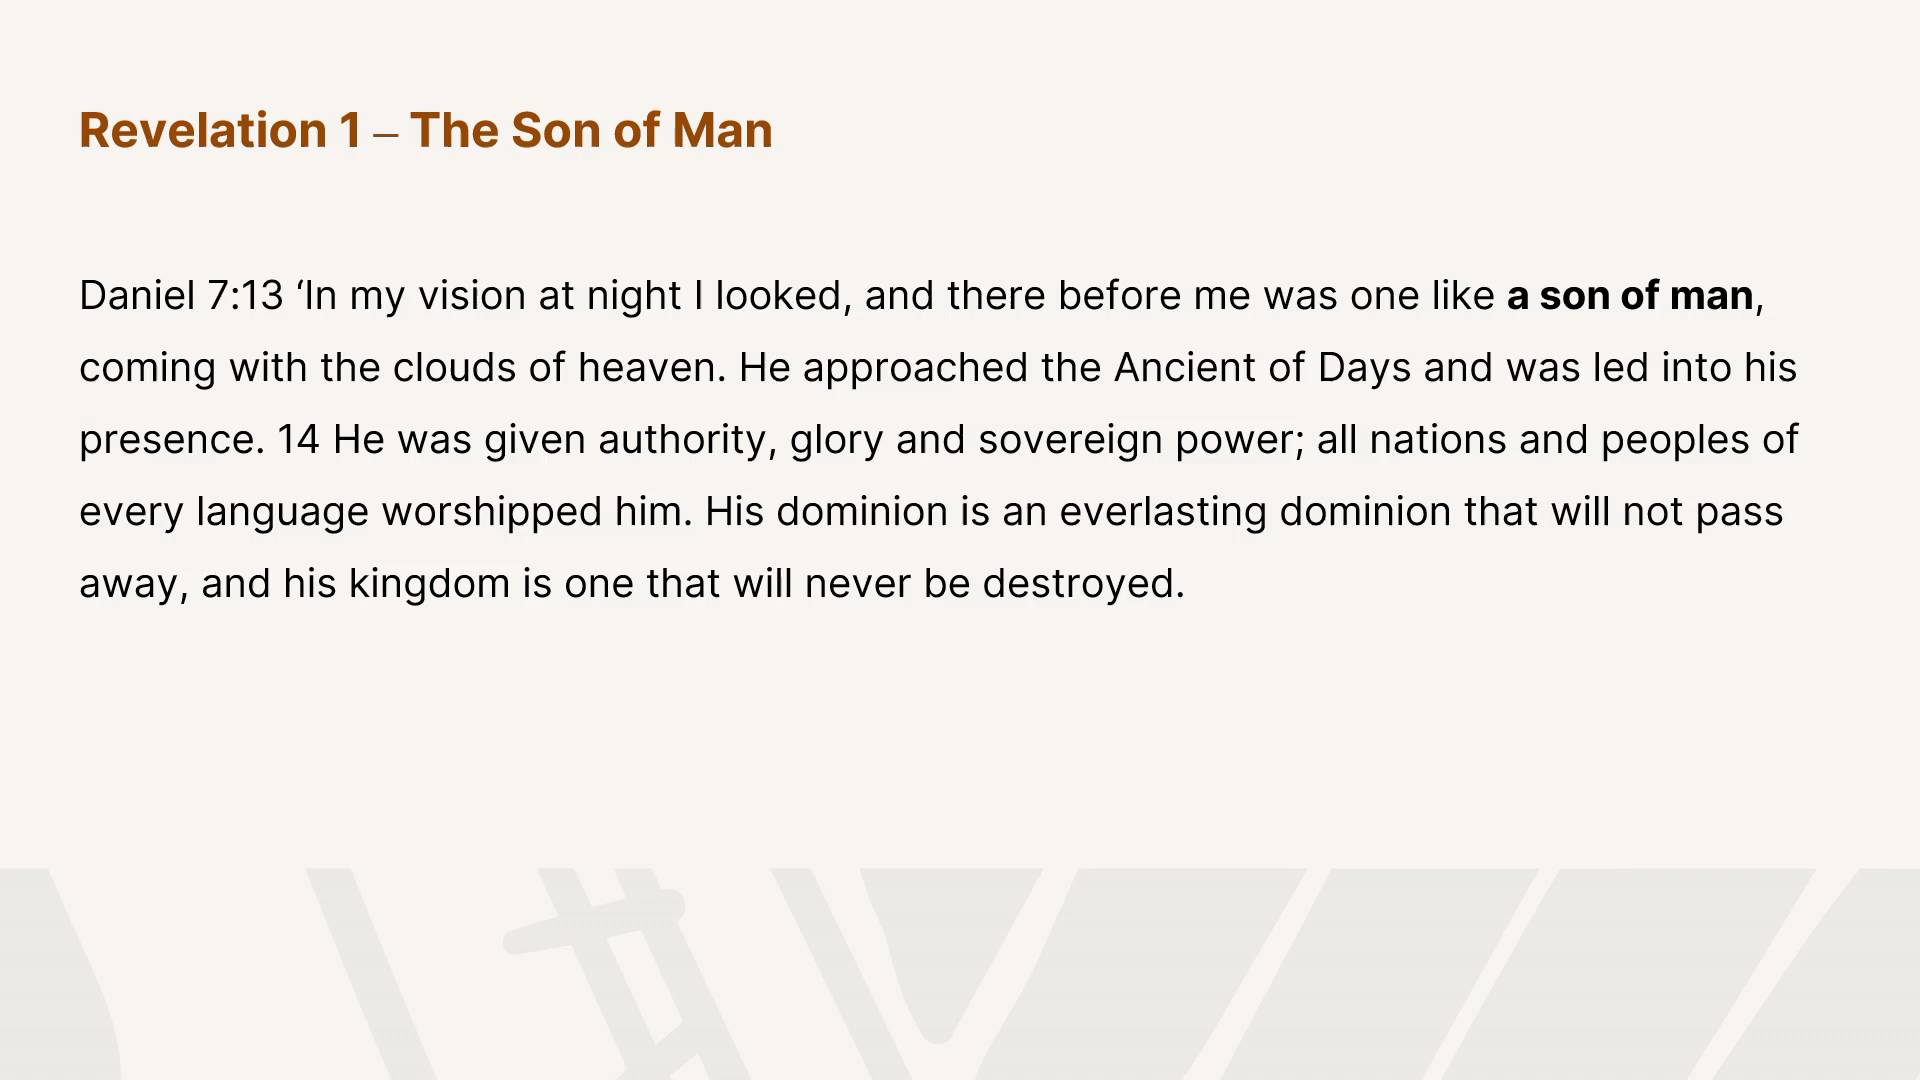 Revelation 1 – The Son of Man
Daniel 7:13 ‘In my vision at night I looked, and there before me was one like a son of man,
coming with the clouds of heaven. He approached the Ancient of Days and was led into his
presence. 14 He was given authority, glory and sovereign power; all nations and peoples of
every language worshipped him. His dominion is an everlasting dominion that will not pass
away, and his kingdom is one that will never be destroyed.